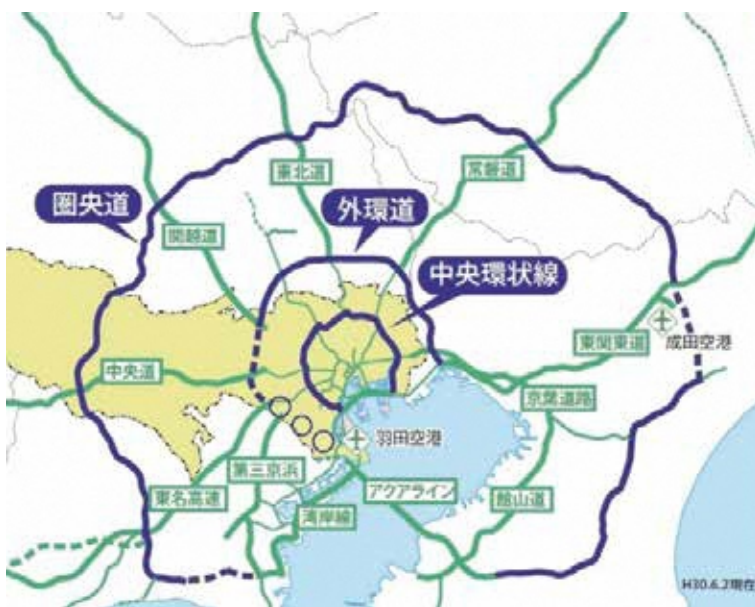 東北道
常磐道
圏央道
外環道
関越道
中央環状線
成田空港
東関東道
中央道
京葉道路
羽田空港
第三京浜
アクアライン
東名高速
館山道
湾岸線
H30.6.2現在